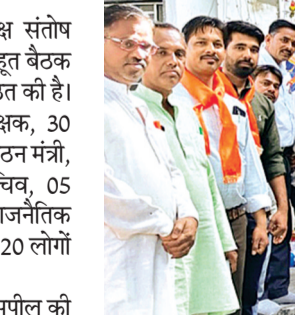 क्ष संतोष
हूत बैठक
की है।
क्षक, 30
ठन मंत्री,
चिव, 05
जनैतिक
20 लोगों
की